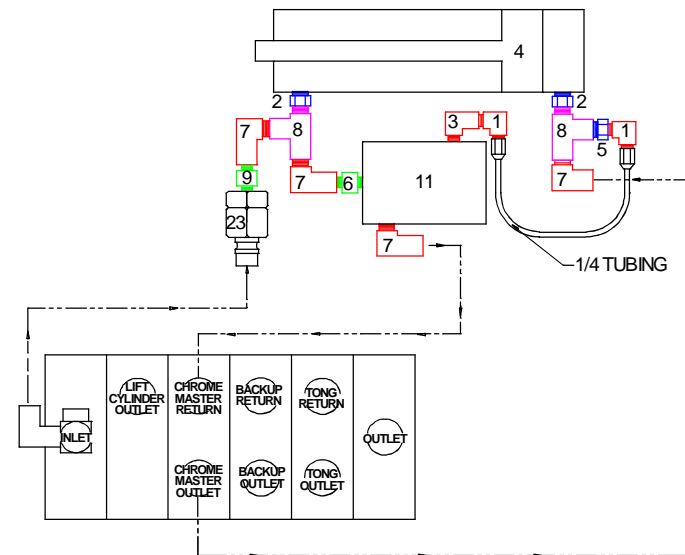 4
2
2
3
1
7
8
8
5
1
9
7
6
11
7
23
7
1/4 TUBING
LIFT
CYLINDER
OUTLET
CHROME
MASTER
RETURN
BACKUP
RETURN
TONG
RETURN
INLET
OUTLET
CHROME
MASTER
OUTLET
BACKUP
OUTLET
TONG
OUTLET